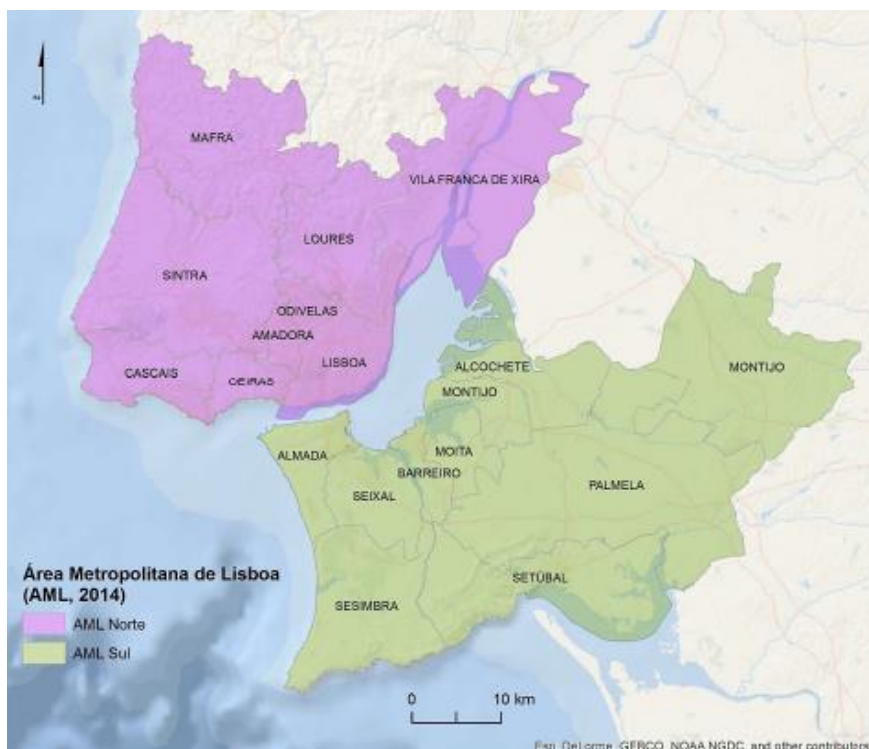 MAFRA
VILA FRANCA DE XIRA
LOURES
SINTRA
ODIVELAS
AMADORA
LISBOA
CASCAIS
OEIRAS
ALCOCHETE
MONTIJO
MONTIJO
ALMADA
MOITA
BARREIRO
SEIXAL
PALMELA
SETÚBAL
SESIMBRA
Área Metropolitana de Lisboa
(AML, 2014)
AML Norte
AML Sul
0 10 km
Esri, DeLorme, GEBCO, NOAA NGDC, and other contributors